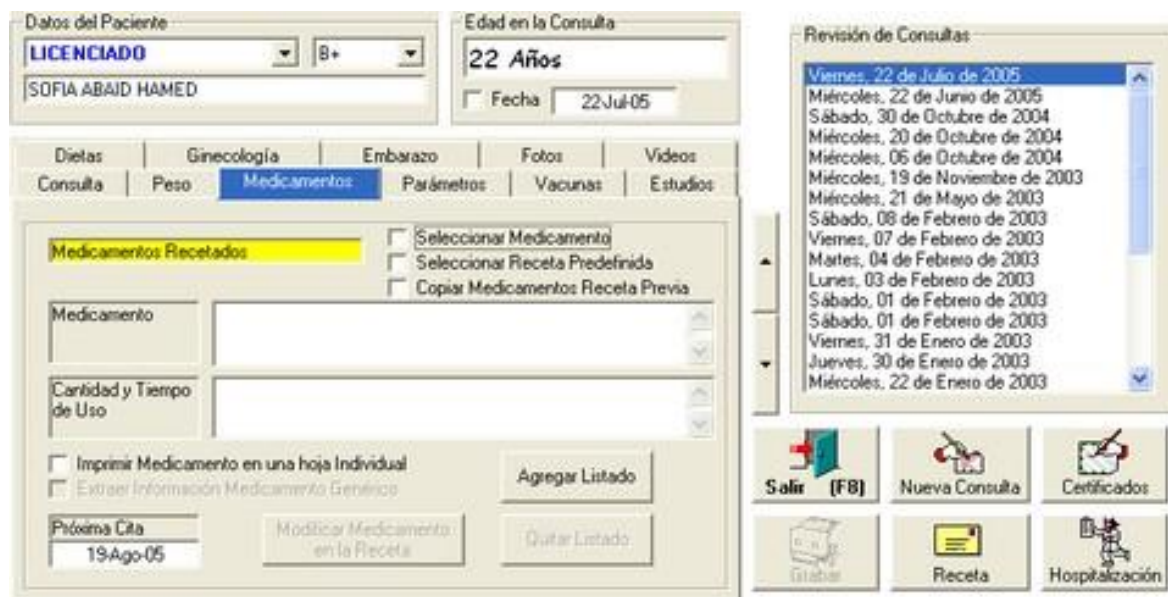 Datos del Paciente
LICENCIADO B+
SOFIA ABAID HAMED
Edad en la Consulta
22 Años
Fecha 22-Jul-05
Dietas Ginecología Embarazo Fotos Videos
Consulta Peso Medicamentos Parámetros Vacunas Estudios
Medicamentos Recetados
Seleccionar Medicamento
Seleccionar Receta Predefinida
Copiar Medicamentos Receta Previa
Medicamento
Cantidad y Tiempo
de Uso
Imprimir Medicamento en una hoja Individual
Extraer Información Medicamento Genérico
Agregar Listado
Próxima Cita
19-Ago-05
Modificar Medicamento
en la Receta
Quitar Listado
Revisión de Consultas
Viernes, 22 de Julio de 2005
Miércoles, 22 de Junio de 2005
Sábado, 30 de Octubre de 2004
Miércoles, 20 de Octubre de 2004
Miércoles, 06 de Octubre de 2004
Miércoles, 19 de Noviembre de 2003
Miércoles, 21 de Mayo de 2003
Sábado, 08 de Febrero de 2003
Viernes, 07 de Febrero de 2003
Martes, 04 de Febrero de 2003
Lunes, 03 de Febrero de 2003
Sábado, 01 de Febrero de 2003
Sábado, 01 de Febrero de 2003
Viernes, 31 de Enero de 2003
Jueves, 30 de Enero de 2003
Miércoles, 22 de Enero de 2003
Salir (F8) Nueva Consulta Certificados
Grabar Receta Hospitalización